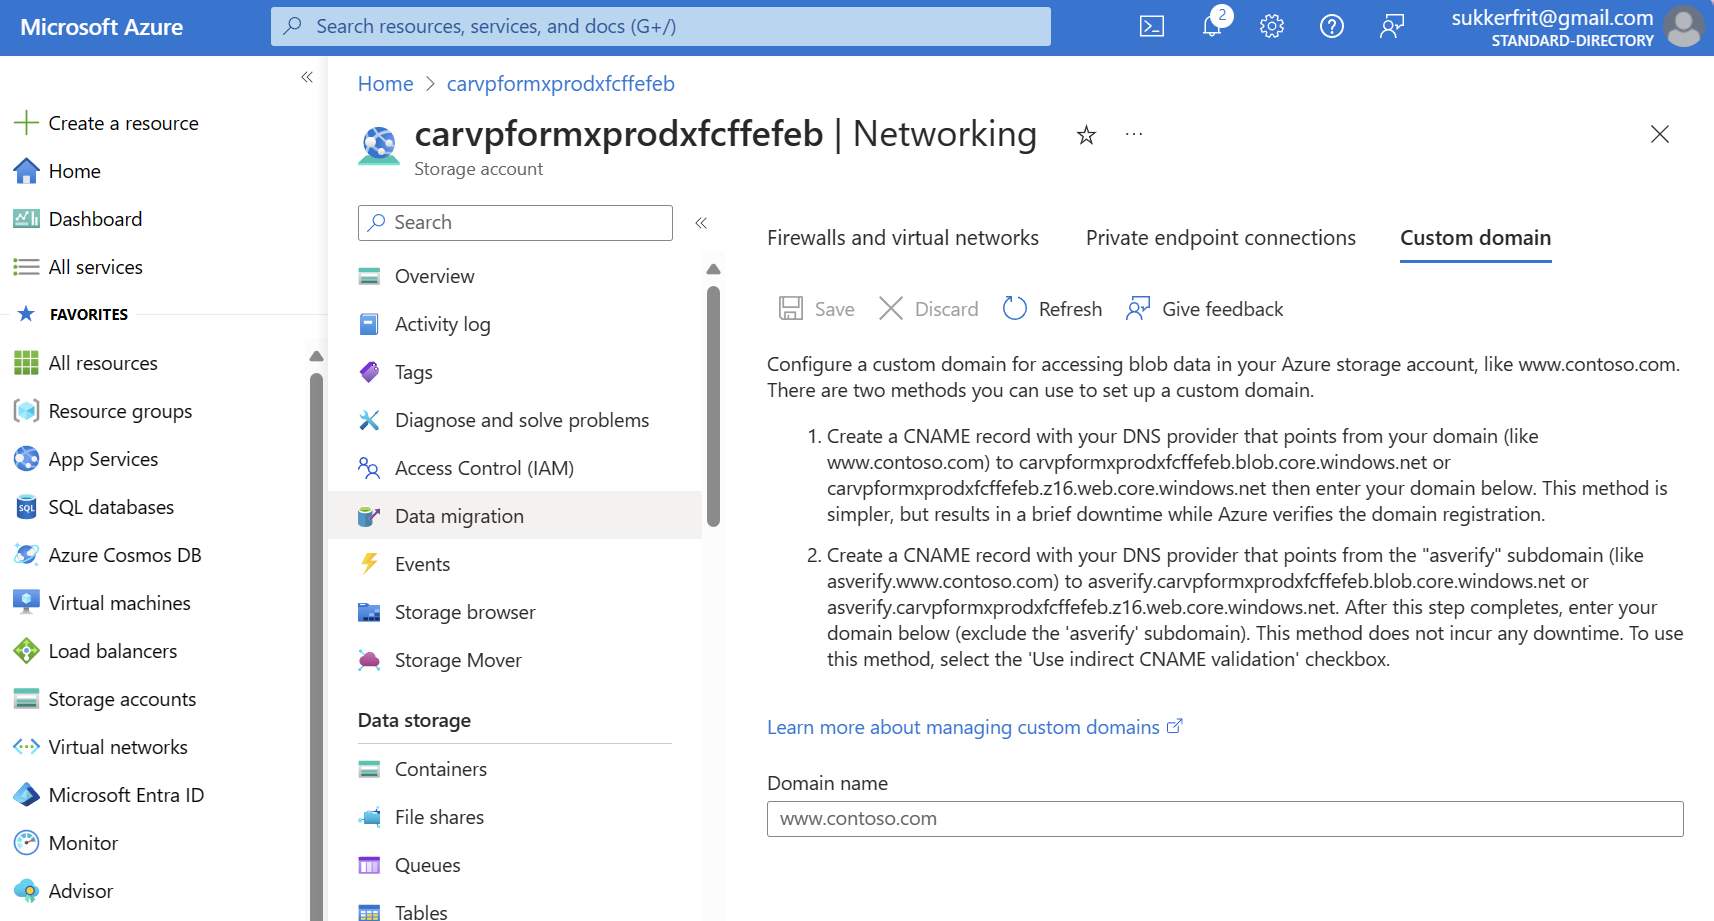 Microsoft Azure
Search resources, services, and docs (G+/)
2
sukkerfrit@gmail.com
STANDARD-DIRECTORY
Create a resource
Home
Dashboard
All services
FAVORITES
All resources
Resource groups
App Services
SQL databases
Azure Cosmos DB
Virtual machines
Load balancers
Storage accounts
Virtual networks
Microsoft Entra ID
Monitor
Advisor
Home > carvpformxprodxfcffefeb
carvpformxprodxfcffefeb | Networking
Storage account
Search
Overview
Activity log
Tags
Diagnose and solve problems
Access Control (IAM)
Data migration
Events
Storage browser
Storage Mover
Data storage
Containers
File shares
Queues
Tables
Firewalls and virtual networks
Private endpoint connections
Custom domain
Save
Discard
Refresh
Give feedback
Configure a custom domain for accessing blob data in your Azure storage account, like www.contoso.com.
There are two methods you can use to set up a custom domain.
1. Create a CNAME record with your DNS provider that points from your domain (like
www.contoso.com) to carvpformxprodxfcffefeb.blob.core.windows.net or
carvpformxprodxfcffefeb.z16.web.core.windows.net then enter your domain below. This method is
simpler, but results in a brief downtime while Azure verifies the domain registration.
2. Create a CNAME record with your DNS provider that points from the "asverify" subdomain (like
asverify.www.contoso.com) to asverify.carvpformxprodxfcffefeb.blob.core.windows.net or
asverify.carvpformxprodxfcffefeb.z16.web.core.windows.net. After this step completes, enter your
domain below (exclude the 'asverify' subdomain). This method does not incur any downtime. To use
this method, select the 'Use indirect CNAME validation' checkbox.
Learn more about managing custom domains
Domain name
www.contoso.com